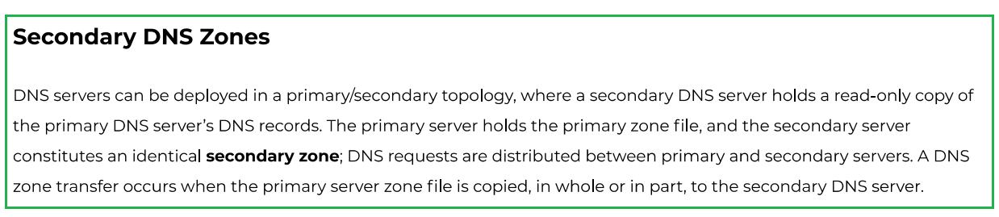 Secondary DNS Zones
DNS servers can be deployed in a primary/secondary topology, where a secondary DNS server holds a read-only copy of
the primary DNS server’s DNS records. The primary server holds the primary zone file, and the secondary server
constitutes an identical secondary zone; DNS requests are distributed between primary and secondary servers. A DNS
zone transfer occurs when the primary server zone file is copied, in whole or in part, to the secondary DNS server.